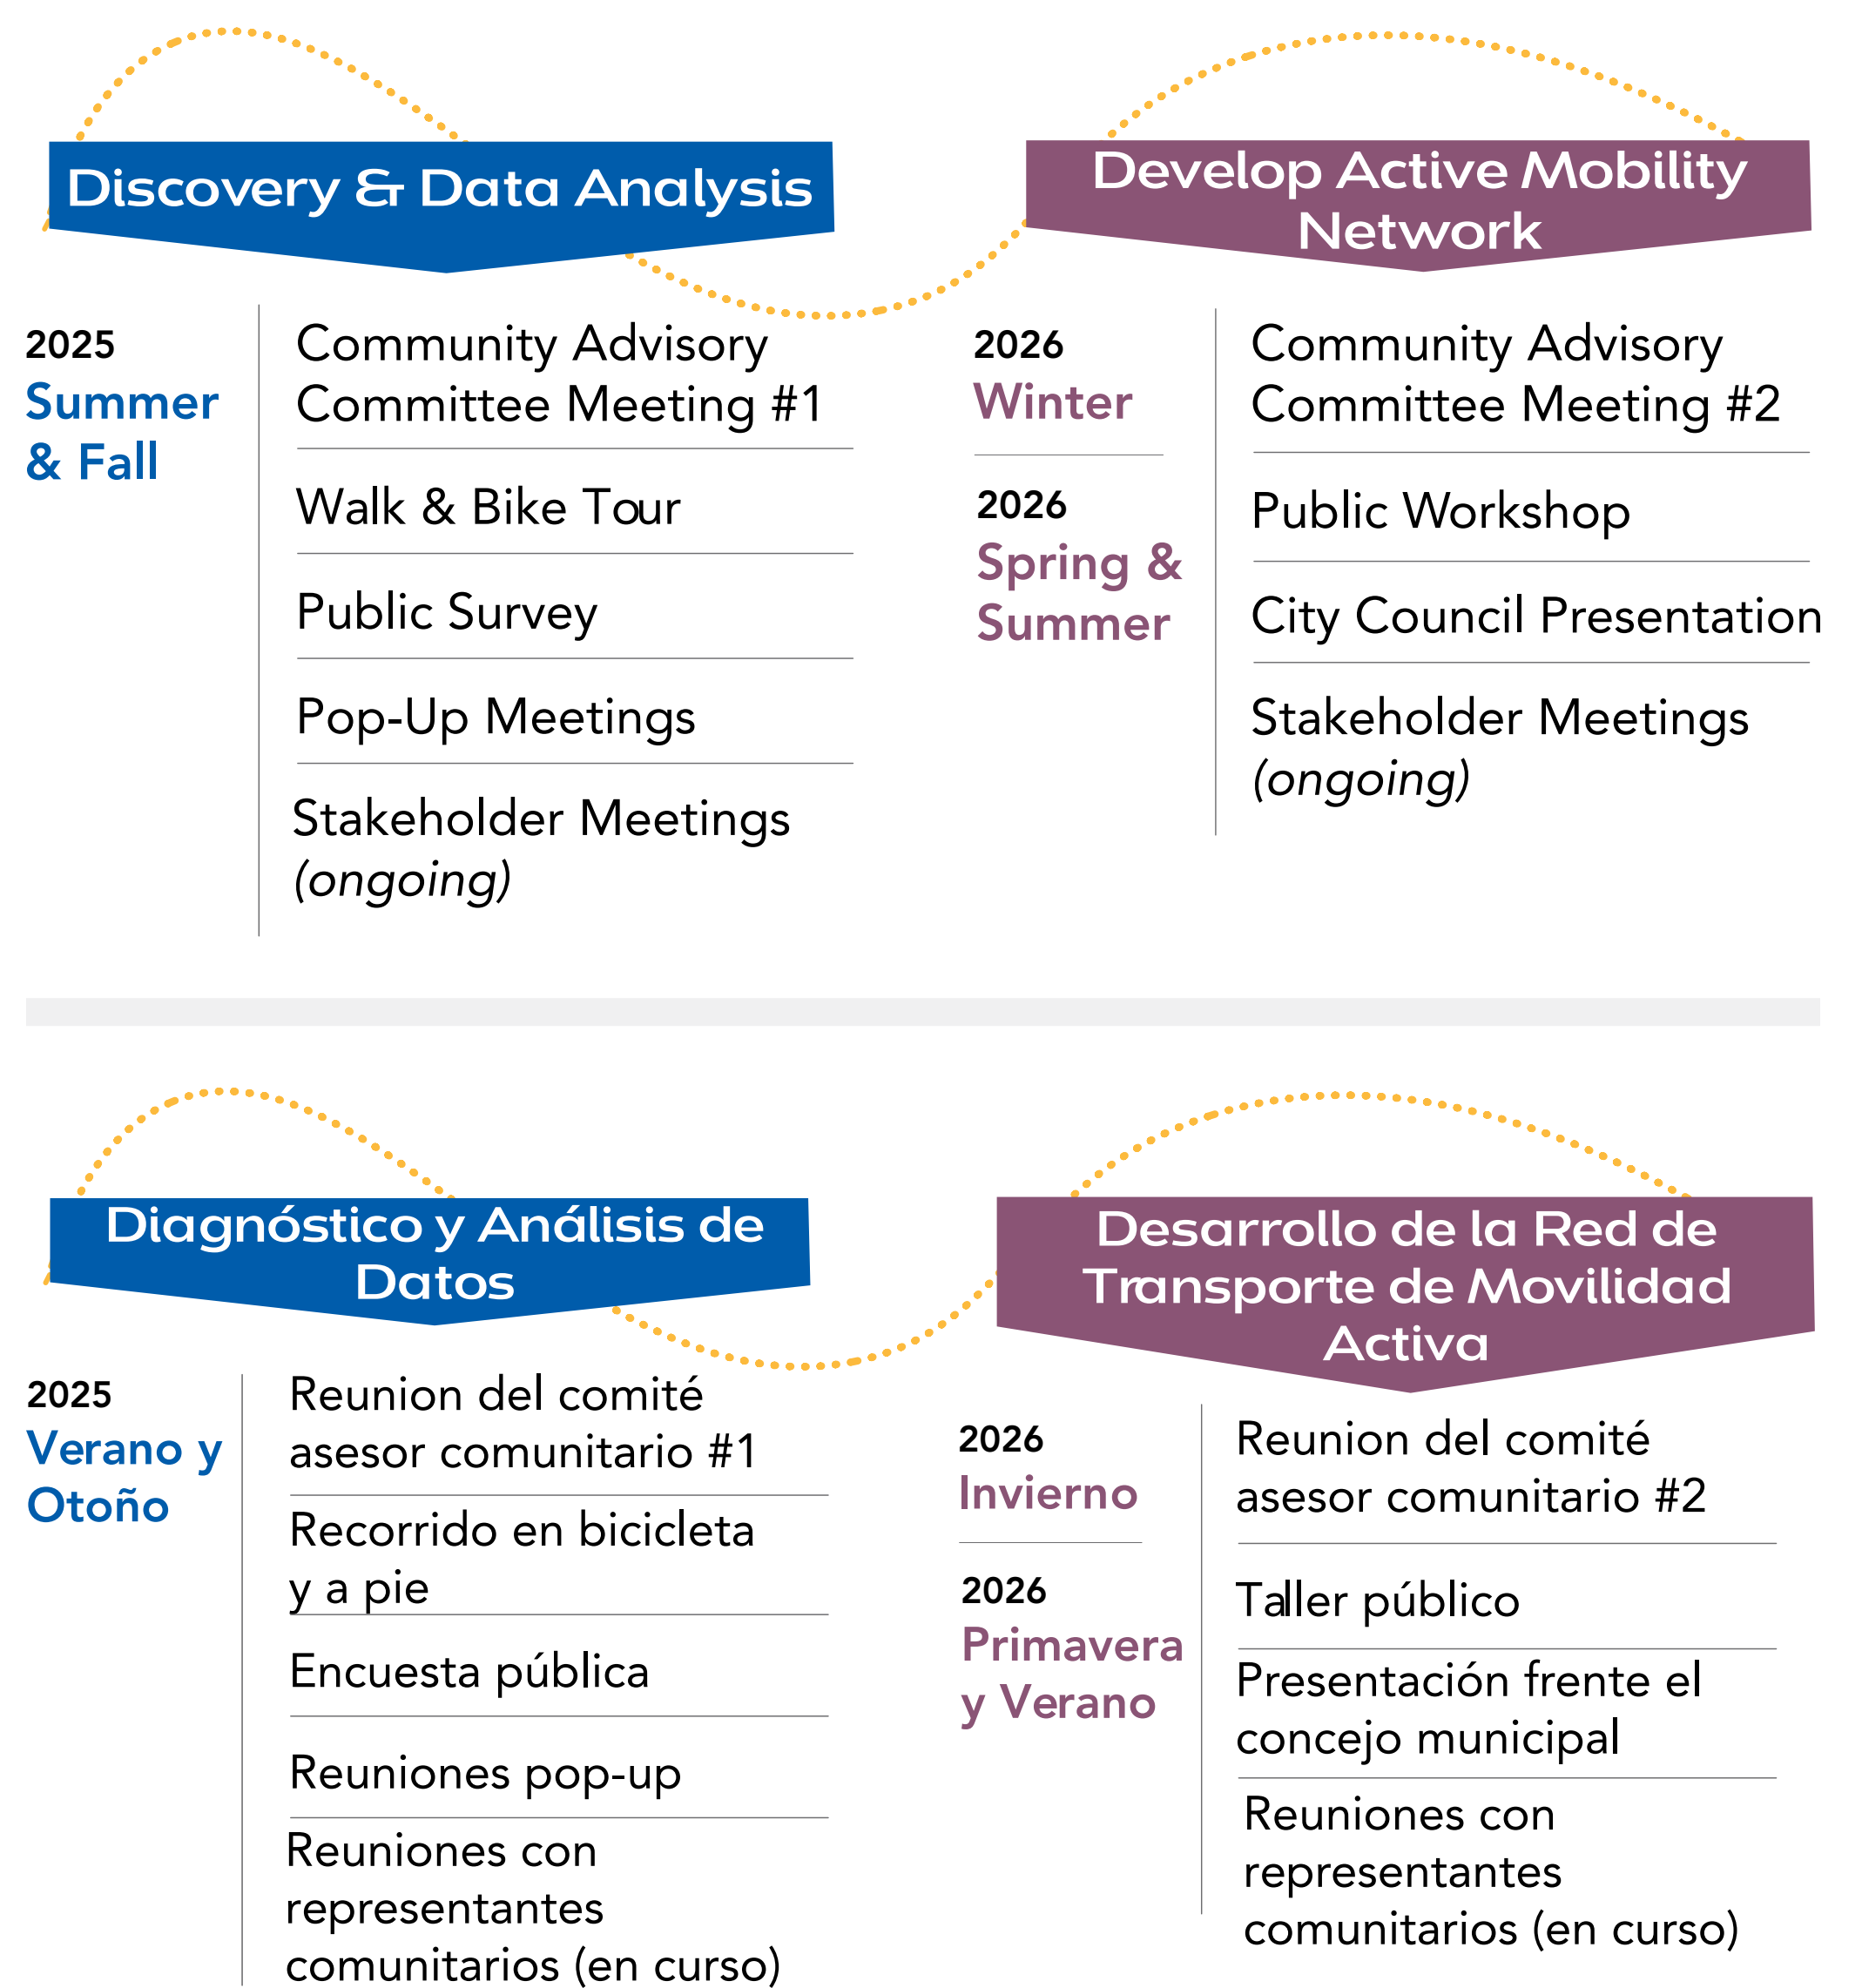 Discovery & Data Analysis
2025
Summer
& Fall
Community Advisory
Committee Meeting #1
Walk & Bike Tour
Public Survey
Pop-Up Meetings
Stakeholder Meetings
(ongoing)
Develop Active Mobility
Network
2026
Winter
2026
Spring &
Summer
Community Advisory
Committee Meeting #2
Public Workshop
City Council Presentation
Stakeholder Meetings
(ongoing)
Diagnóstico y Análisis de
Datos
2025
Verano y
Otoño
Reunion del comité
asesor comunitario #1
Recorrido en bicicleta
y a pie
Encuesta pública
Reuniones pop-up
Reuniones con
representantes
comunitarios (en curso)
Desarrollo de la Red de
Transporte de Movilidad
Activa
2026
Invierno
2026
Primavera
y Verano
Reunion del comité
asesor comunitario #2
Taller público
Presentación frente el
concejo municipal
Reuniones con
representantes
comunitarios (en curso)